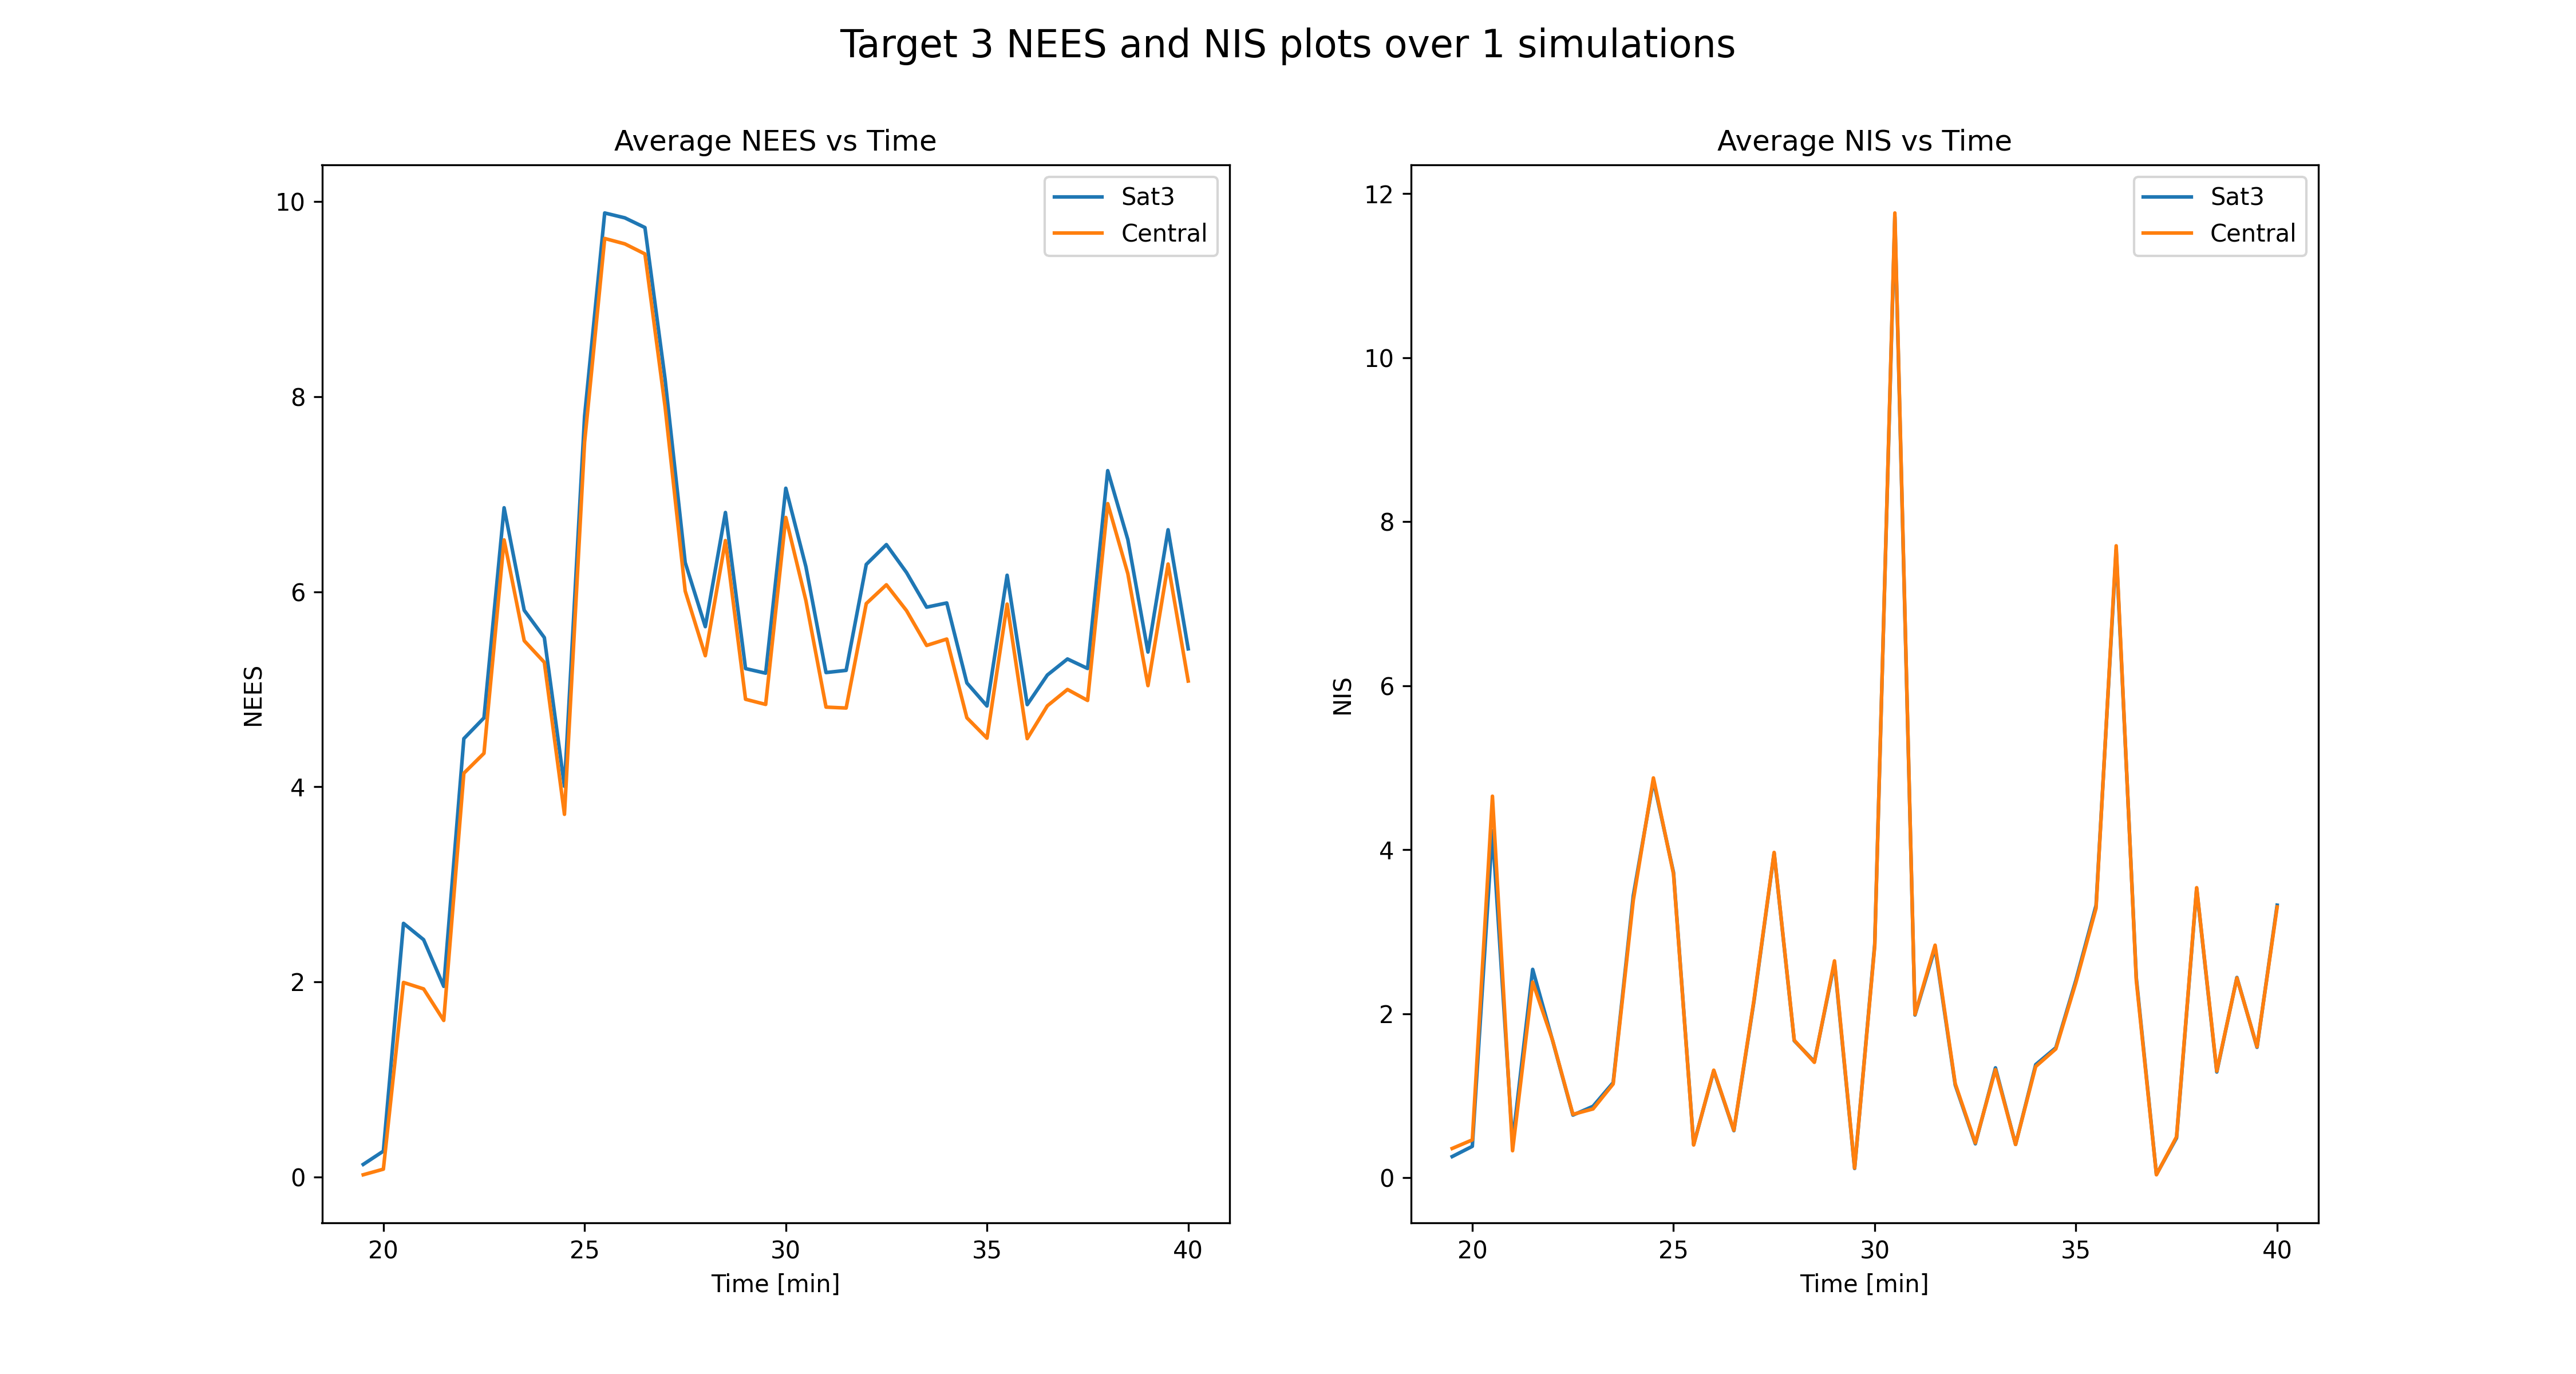 Target 3 NEES and NIS plots over 1 simulations
Average NEES vs Time
Sat3
Central
10
8
6
4
2
0
NEES
20 25 30 35 40
Time [min]
Average NIS vs Time
Sat3
Central
12
10
8
6
4
2
0
NIS
20 25 30 35 40
Time [min]